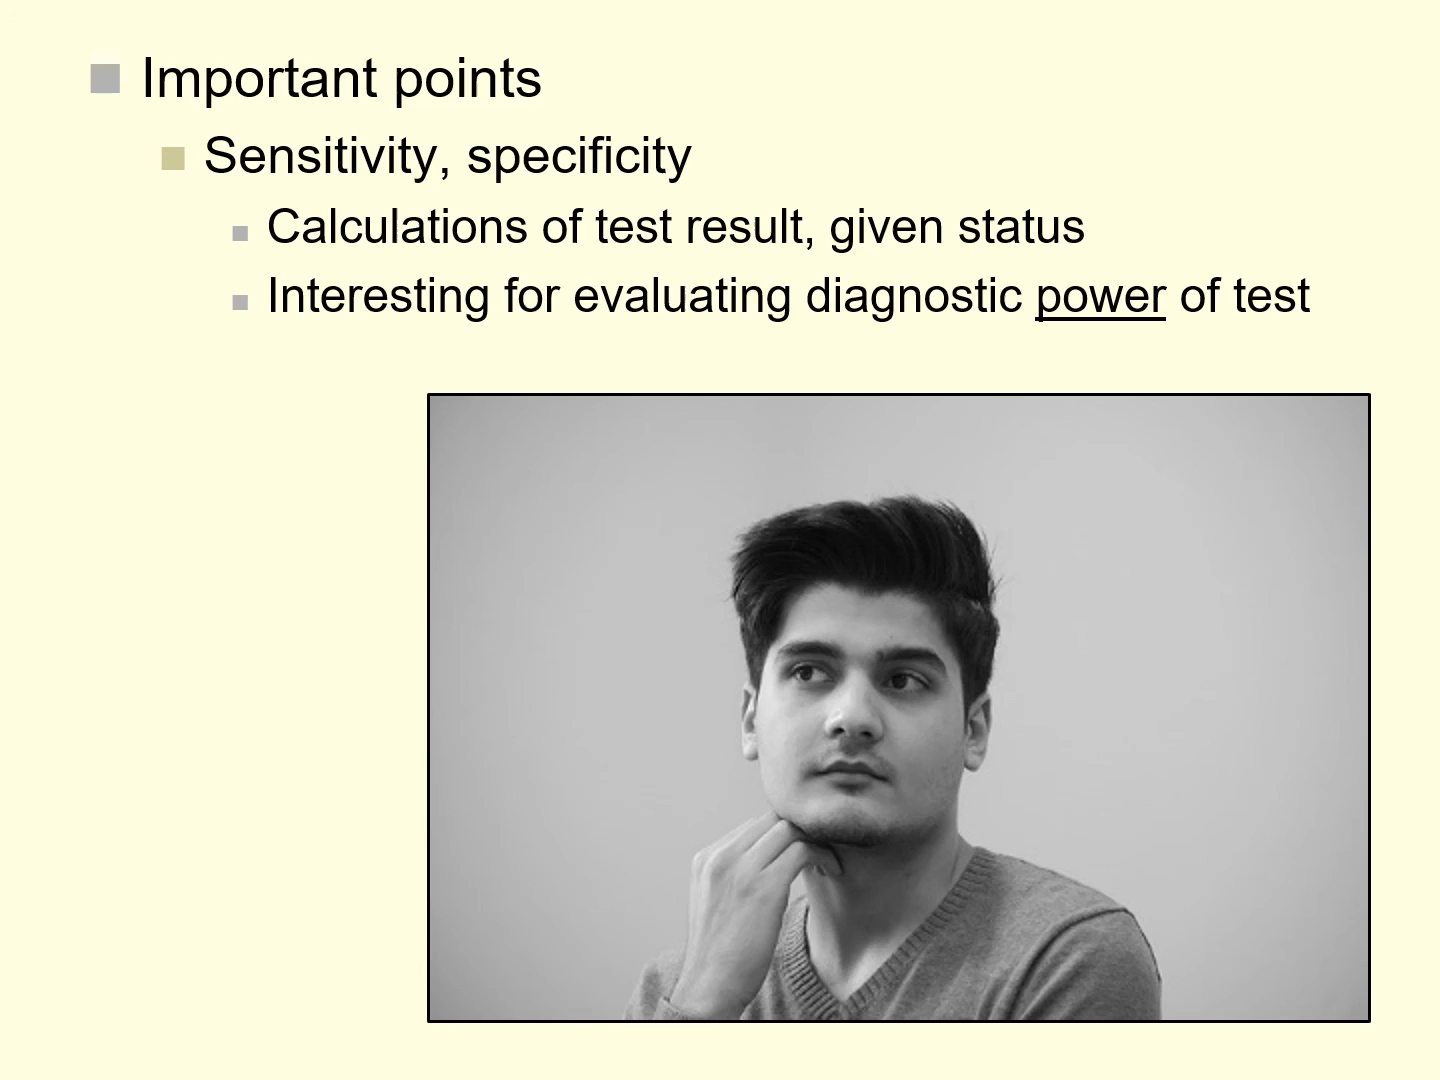 Important points
Sensitivity, specificity
Calculations of test result, given status
Interesting for evaluating diagnostic power of test